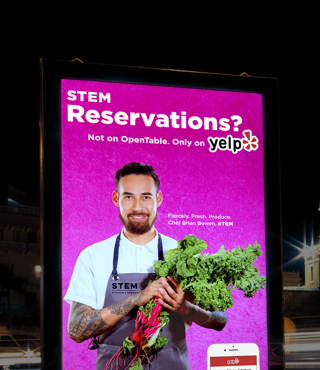 STEM
Reservations?
Not on OpenTable. Only on yelp
Fiercely. Fresh. Produce.
Chef Brian Bowen, STEM
STEM